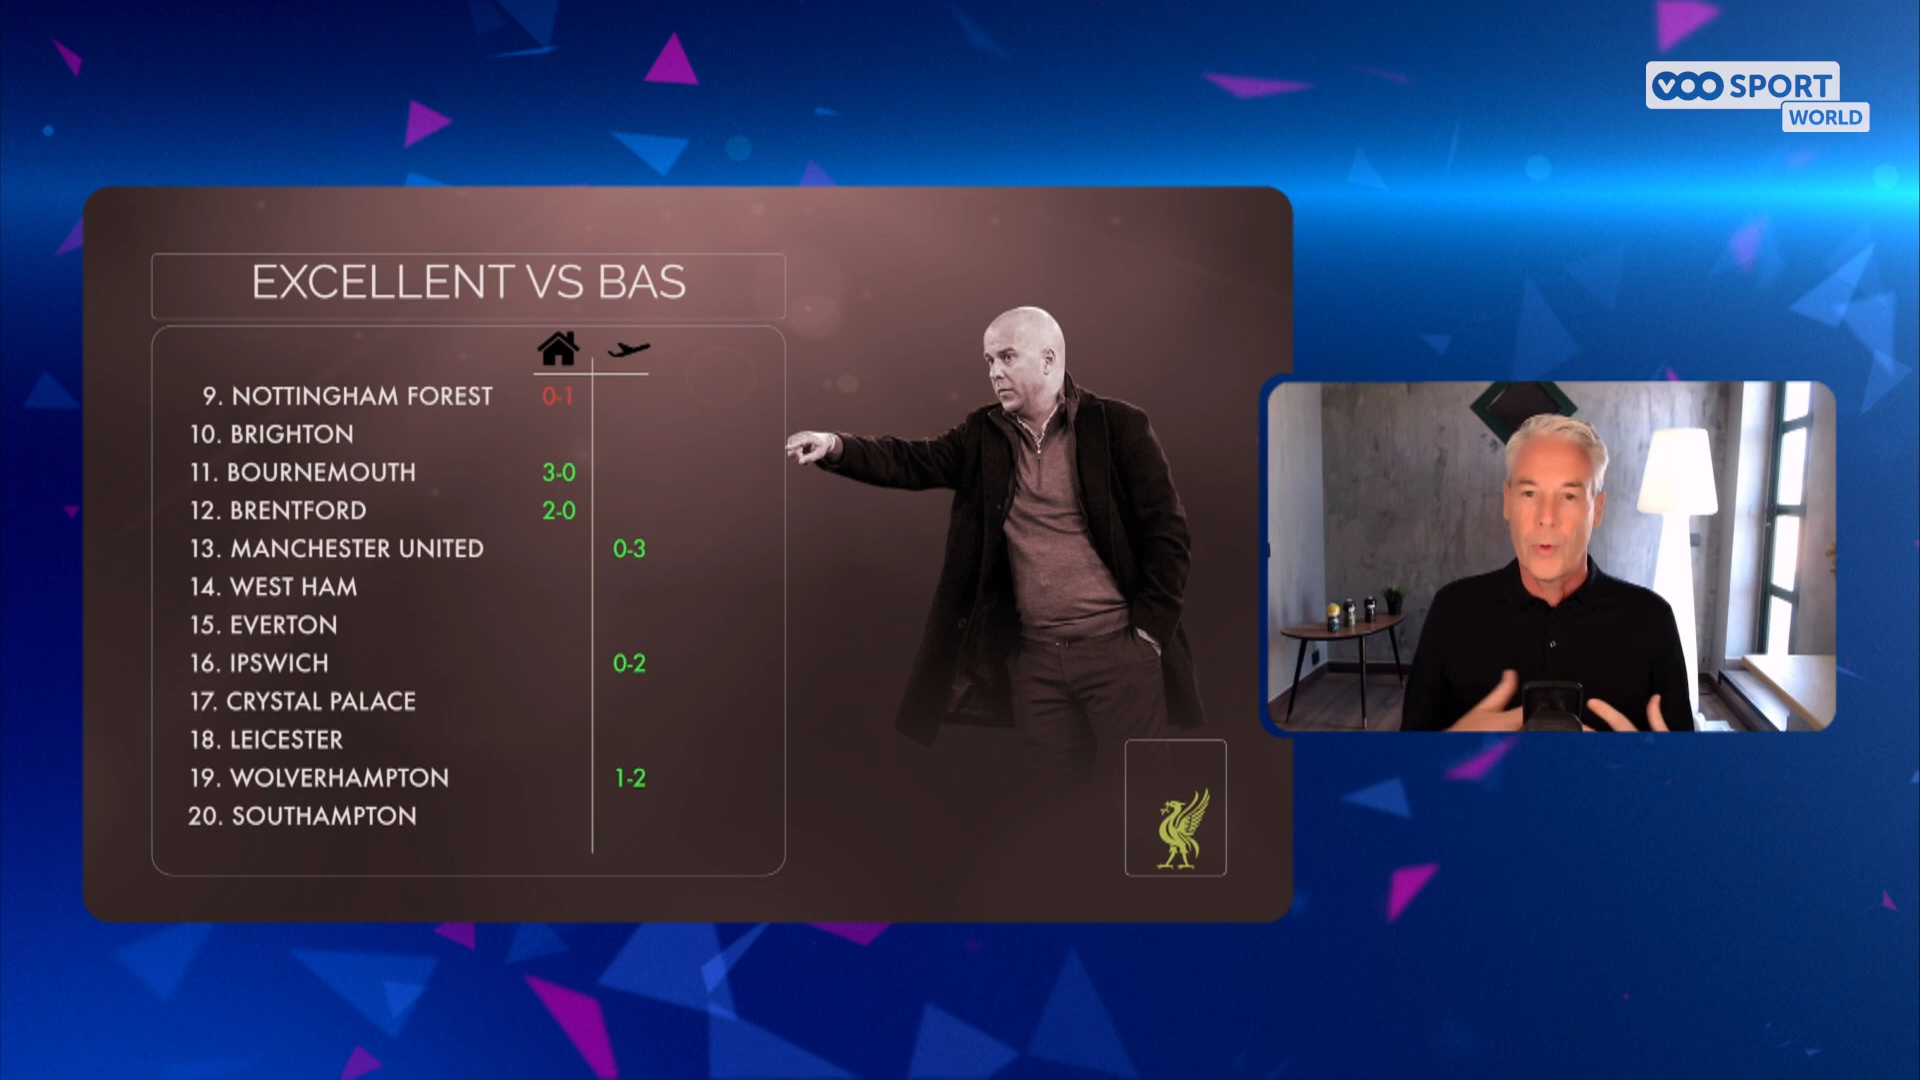 VOO SPORT
WORLD
EXCELLENT VS BAS
9. NOTTINGHAM FOREST 0-1
10. BRIGHTON
11. BOURNEMOUTH 3-0
12. BRENTFORD 2-0
13. MANCHESTER UNITED 0-3
14. WEST HAM
15. EVERTON
16. IPSWICH 0-2
17. CRYSTAL PALACE
18. LEICESTER
19. WOLVERHAMPTON 1-2
20. SOUTHAMPTON